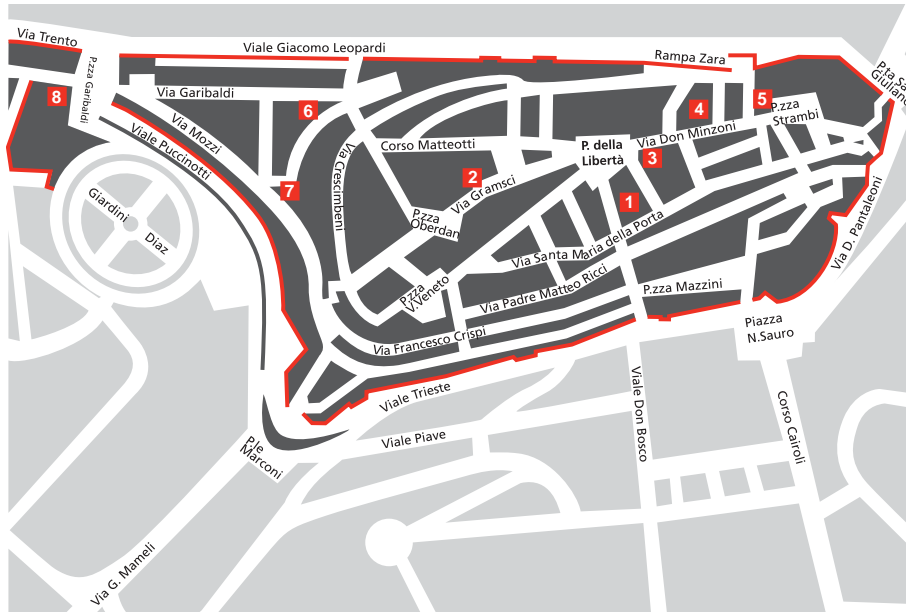 Via Trento
P.zza Garibaldi
Viale Giacomo Leopardi
Rampa Zara
P.ta San
Giuliano
8
Via Garibaldi
6
4
5
P.zza
Strambi
Via Mozzi
Viale Puccinotti
Via Crescimbeni
Corso Matteotti
P. della
Libertà
Via Don Minzoni
3
7
2
Via Gramsci
1
Giardini
Diaz
P.zza
Oberdan
Via Santa Maria della Porta
Via D. Pantaleoni
P.zza
V.Veneto
Via Padre Matteo Ricci
P.zza Mazzini
Via Francesco Crispi
Piazza
N.Sauro
Viale Trieste
Viale Don Bosco
Corso Cairoli
Viale Piave
P.le
Marconi
Via G. Mameli